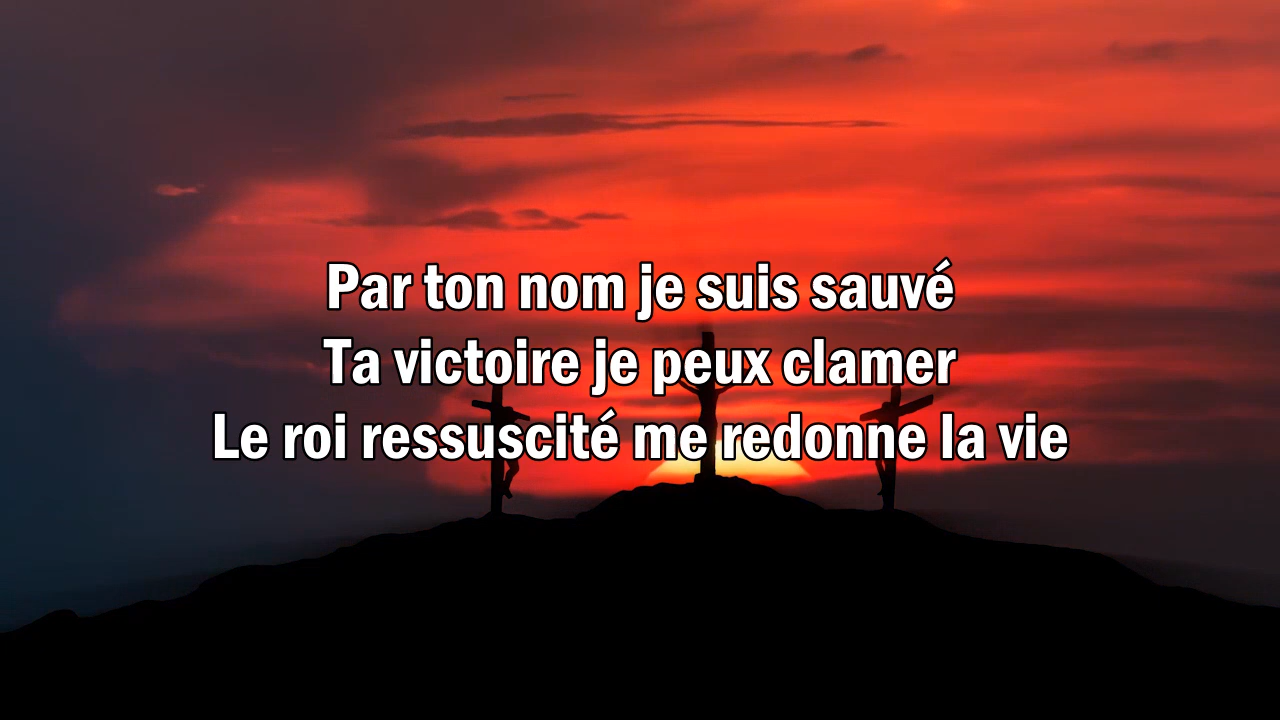 Par ton nom je suis sauvé
Ta victoire je peux clamer
Le roi ressuscité me redonne la vie